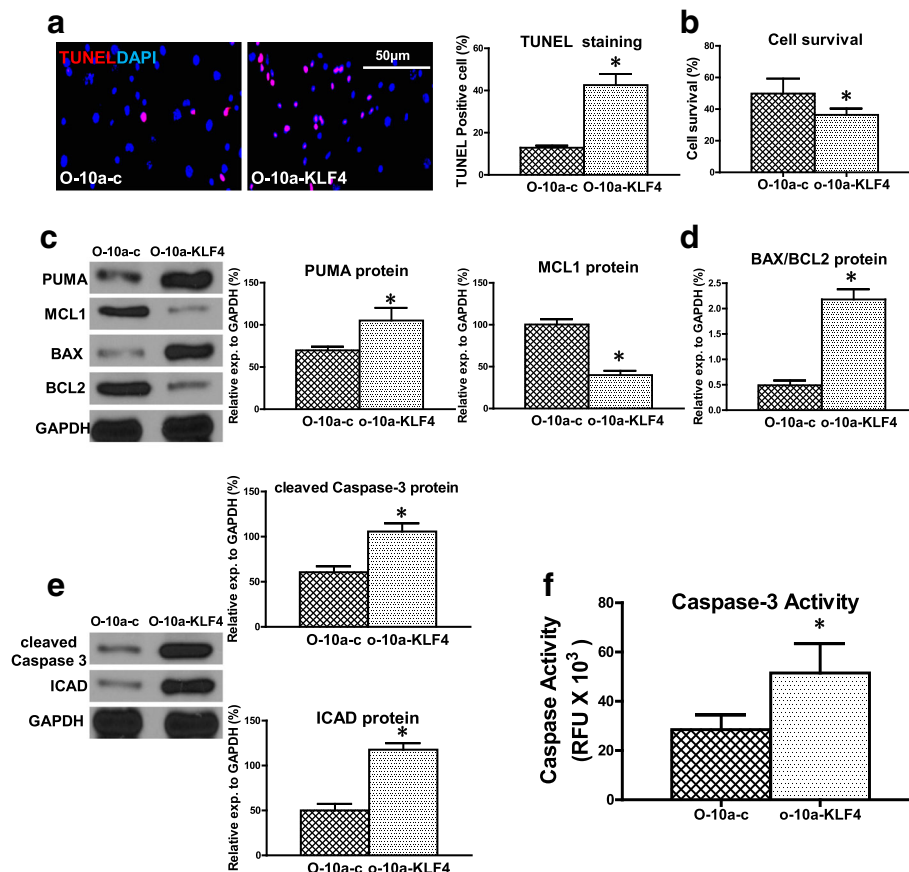 a
TUNELDAPI
50μm
O-10a-c
O-10a-KLF4
TUNEL staining
TUNEL Positive cell (%)
60
40
20
0
*
O-10a-c
O-10a-KLF4
b
Cell survival
Cell survival (%)
80
60
40
20
0
*
O-10a-c
o-10a-KLF4
c
O-10a-c
O-10a-KLF4
PUMA
MCL1
BAX
BCL2
GAPDH
PUMA protein
Relative exp. to GAPDH (%)
150
100
50
0
*
O-10a-c
o-10a-KLF4
MCL1 protein
Relative exp. to GAPDH (%)
150
100
50
0
*
O-10a-c
o-10a-KLF4
d
BAX/BCL2 protein
Relative exp. to GAPDH (%)
2.5
2.0
1.5
1.0
0.5
0.0
*
O-10a-c
o-10a-KLF4
e
O-10a-c
O-10a-KLF4
cleaved
Caspase 3
ICAD
GAPDH
cleaved Caspase-3 protein
Relative exp. to GAPDH (%)
150
100
50
0
*
O-10a-c
o-10a-KLF4
ICAD protein
Relative exp. to GAPDH (%)
150
100
50
0
*
O-10a-c
o-10a-KLF4
f
Caspase-3 Activity
Caspase Activity
(RFU X 10³)
80
60
40
20
0
*
O-10a-c
o-10a-KLF4